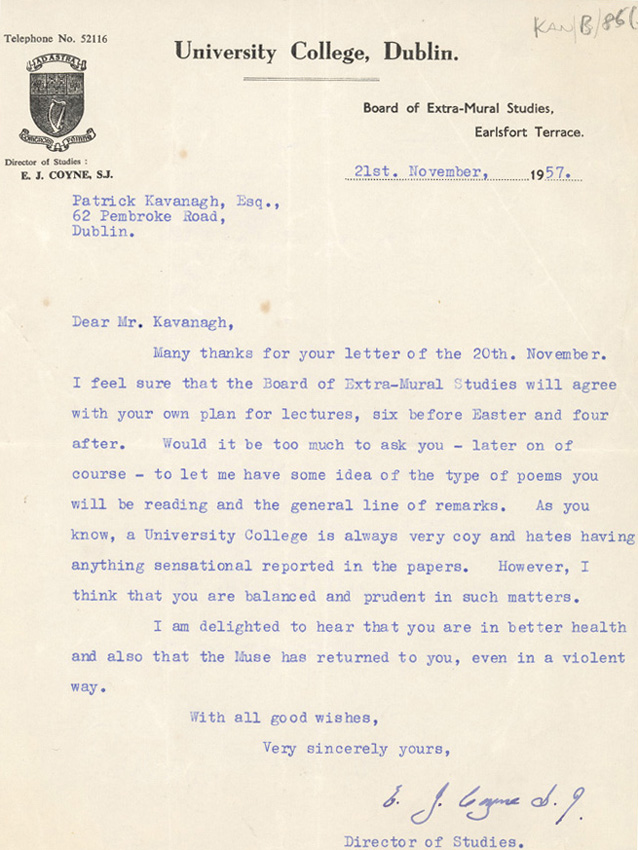 KAN/B/86
Telephone No. 52116
University College, Dublin.
AD ASTRA
Board of Extra-Mural Studies,
Earlsfort Terrace.
Director of Studies :
E. J. COYNE, S.J.
21st. November, 1957.
Patrick Kavanagh, Esq.,
62 Pembroke Road,
Dublin.
Dear Mr. Kavanagh,
Many thanks for your letter of the 20th. November.
I feel sure that the Board of Extra-Mural Studies will agree
with your own plan for lectures, six before Easter and four
after. Would it be too much to ask you - later on of
course - to let me have some idea of the type of poems you
will be reading and the general line of remarks. As you
know, a University College is always very coy and hates having
anything sensational reported in the papers. However, I
think that you are balanced and prudent in such matters.
I am delighted to hear that you are in better health
and also that the Muse has returned to you, even in a violent
way.
With all good wishes,
Very sincerely yours,
E. J. Coyne S.J.
Director of Studies.